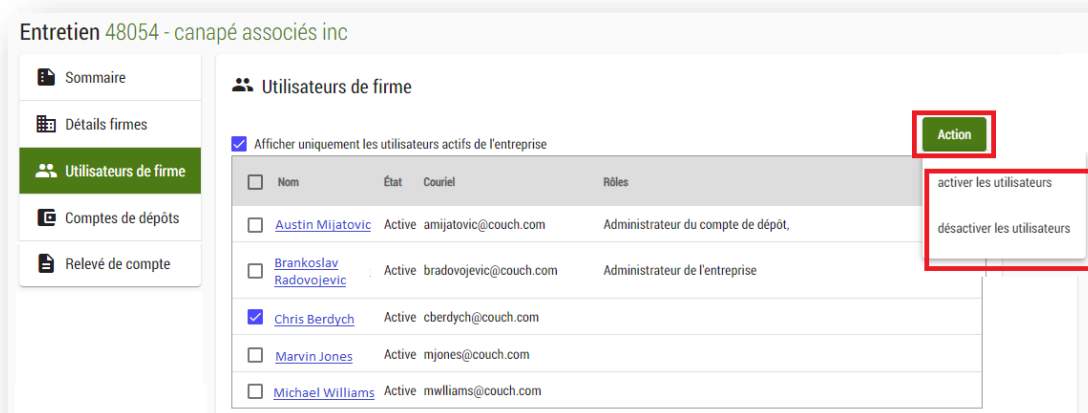 Entretien 48054 - canapé associés inc
Sommaire
Détails firmes
Utilisateurs de firme
Comptes de dépôts
Relevé de compte
Utilisateurs de firme
Afficher uniquement les utilisateurs actifs de l'entreprise
Action
activer les utilisateurs
désactiver les utilisateurs
Nom État Couriel Rôles
Austin Mijatovic Active amijatovic@couch.com Administrateur du compte de dépôt,
Brankoslav
Radovojevic Active bradovojevic@couch.com Administrateur de l'entreprise
Chris Berdych Active cberdych@couch.com
Marvin Jones Active mjones@couch.com
Michael Williams Active mwlliams@couch.com